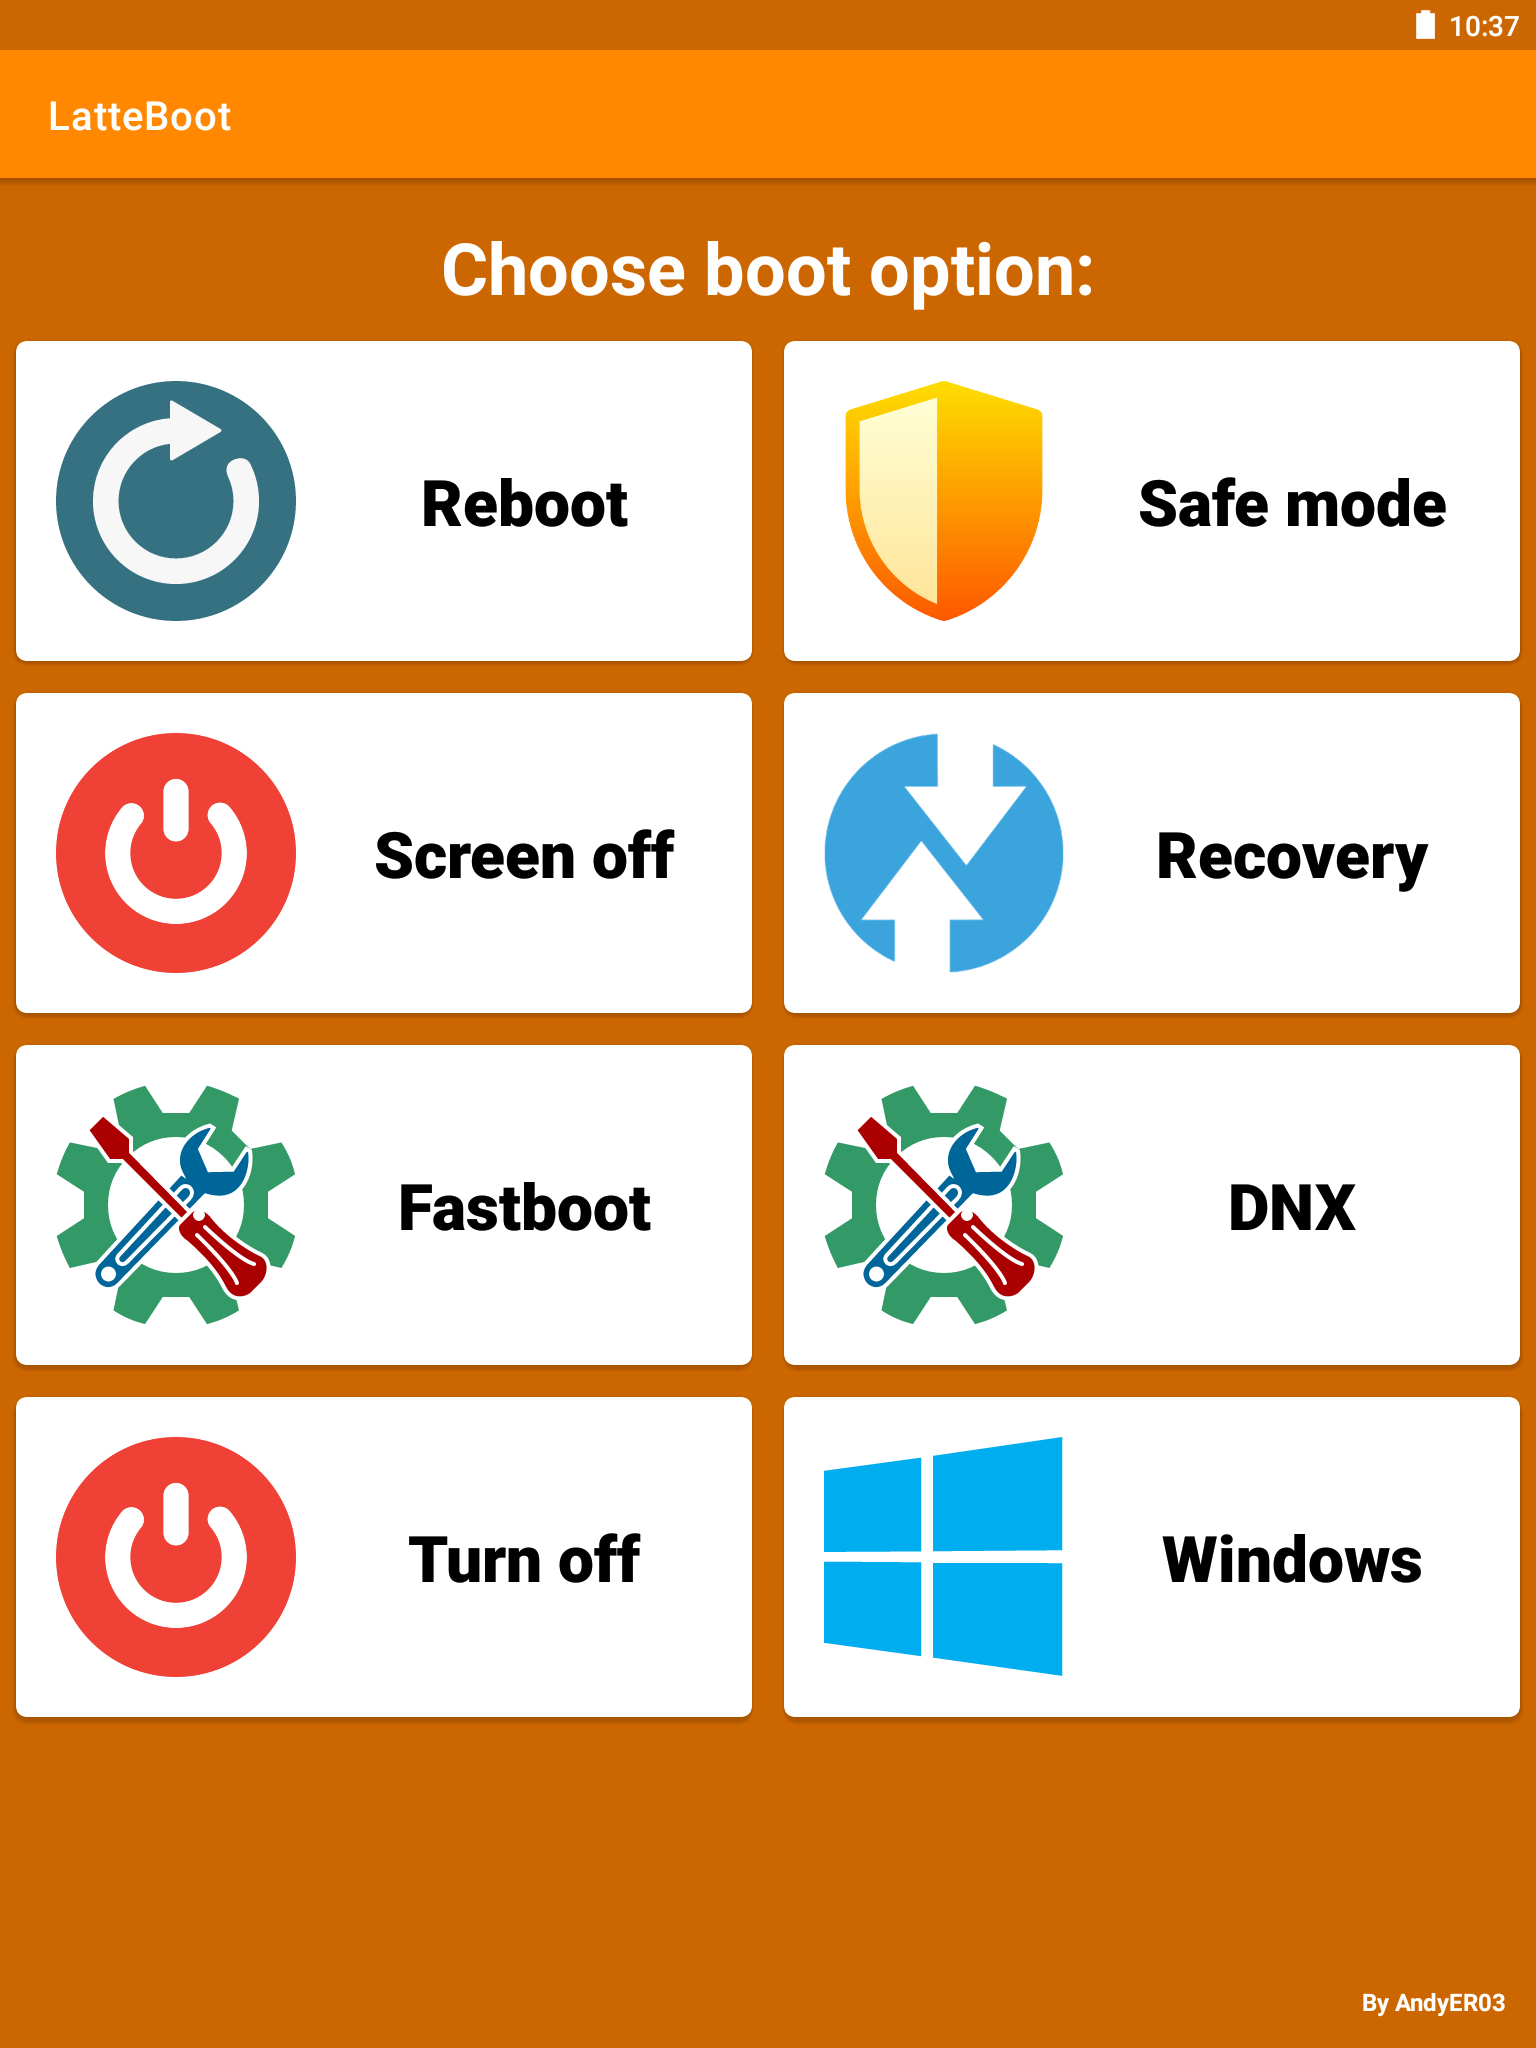 10:37
LatteBoot
Choose boot option:
Reboot
Safe mode
Screen off
Recovery
Fastboot
DNX
Turn off
Windows
By AndyER03